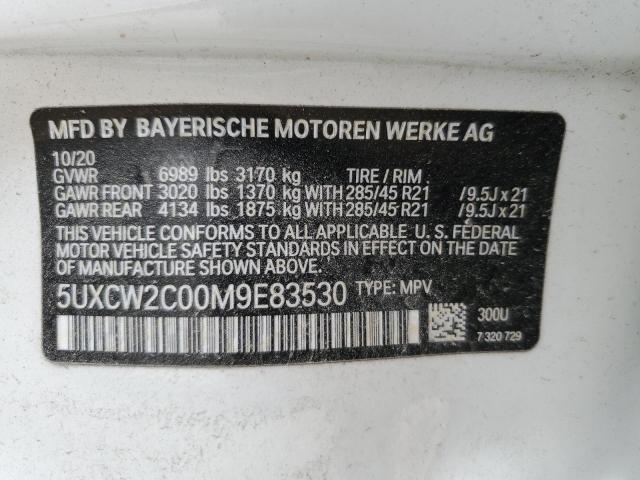 MFD BY BAYERISCHE MOTOREN WERKE AG
10/20
GVWR 6989 lbs 3170 kg TIRE / RIM
GAWR FRONT 3020 lbs 1370 kg WITH 285/45 R21 /9.5J x 21
GAWR REAR 4134 lbs 1875 kg WITH 285/45 R21 /9.5J x 21
THIS VEHICLE CONFORMS TO ALL APPLICABLE U. S. FEDERAL
MOTOR VEHICLE SAFETY STANDARDS IN EFFECT ON THE DATE
OF MANUFACTURE SHOWN ABOVE.
5UXCW2C00M9E83530 TYPE: MPV
300U
7 320 729